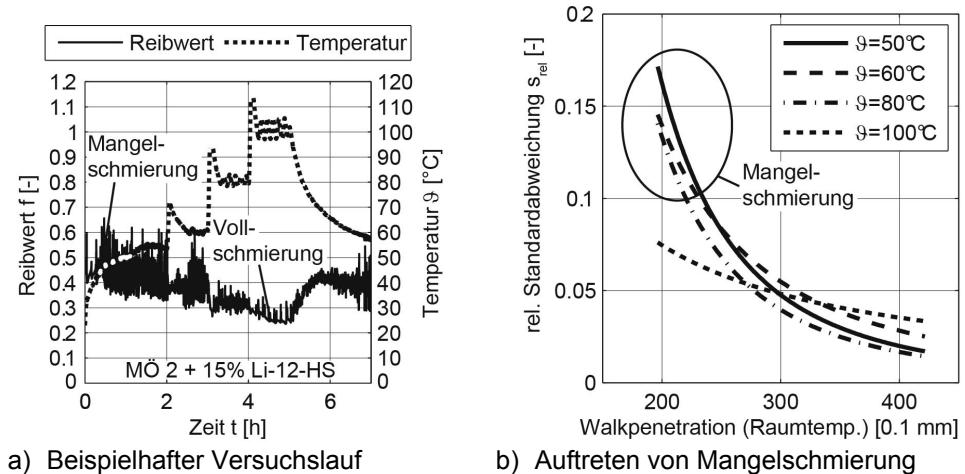 Reibwert Temperatur
1.2
1.1
1
0.9
0.8
0.7
0.6
0.5
0.4
0.3
0.2
0.1
0
Reibwert f [-]
Mangel-
schmierung
Voll-
schmierung
MÖ 2 + 15% Li-12-HS
120
110
100
90
80
70
60
50
40
30
20
10
0
Temperatur ϑ [°C]
0 2 4 6
Zeit t [h]
a) Beispielhafter Versuchslauf
0.2
0.15
0.1
0.05
0
rel. Standardabweichung s_rel [-]
ϑ=50°C
ϑ=60°C
ϑ=80°C
ϑ=100°C
Mangel-
schmierung
200 300 400
Walkpenetration (Raumtemp.) [0.1 mm]
b) Auftreten von Mangelschmierung